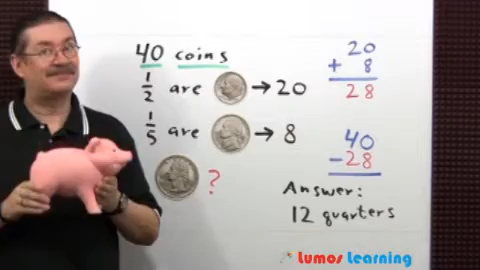 40 coins
1/2 are → 20
1/5 are → 8
?
20
+ 8
28
40
-28
Answer:
12 quarters
Lumos Learning